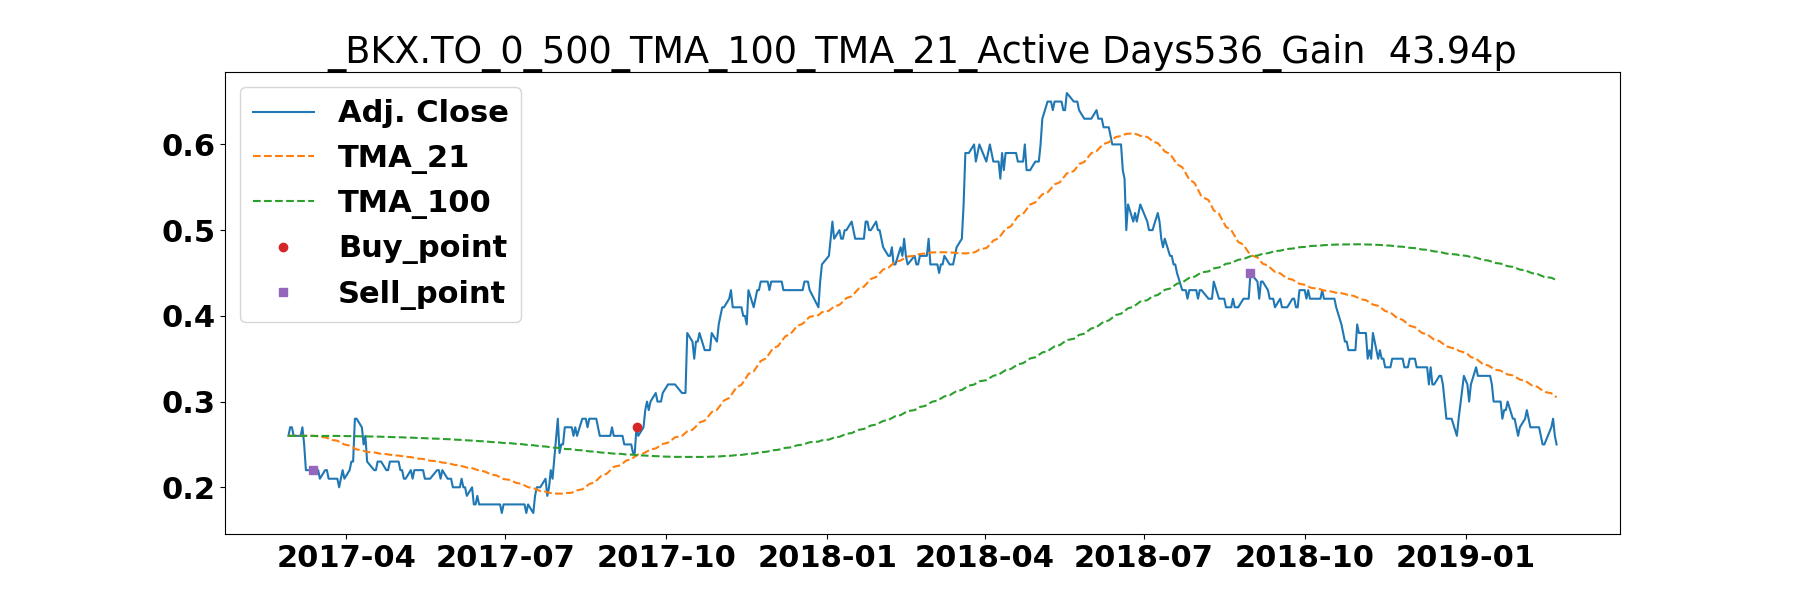 _BKX.TO_0_500_TMA_100_TMA_21_Active Days536_Gain  43.94p
Adj. Close
TMA_21
TMA_100
Buy_point
Sell_point
0.6
0.5
0.4
0.3
0.2
2017-04 2017-07 2017-10 2018-01 2018-04 2018-07 2018-10 2019-01